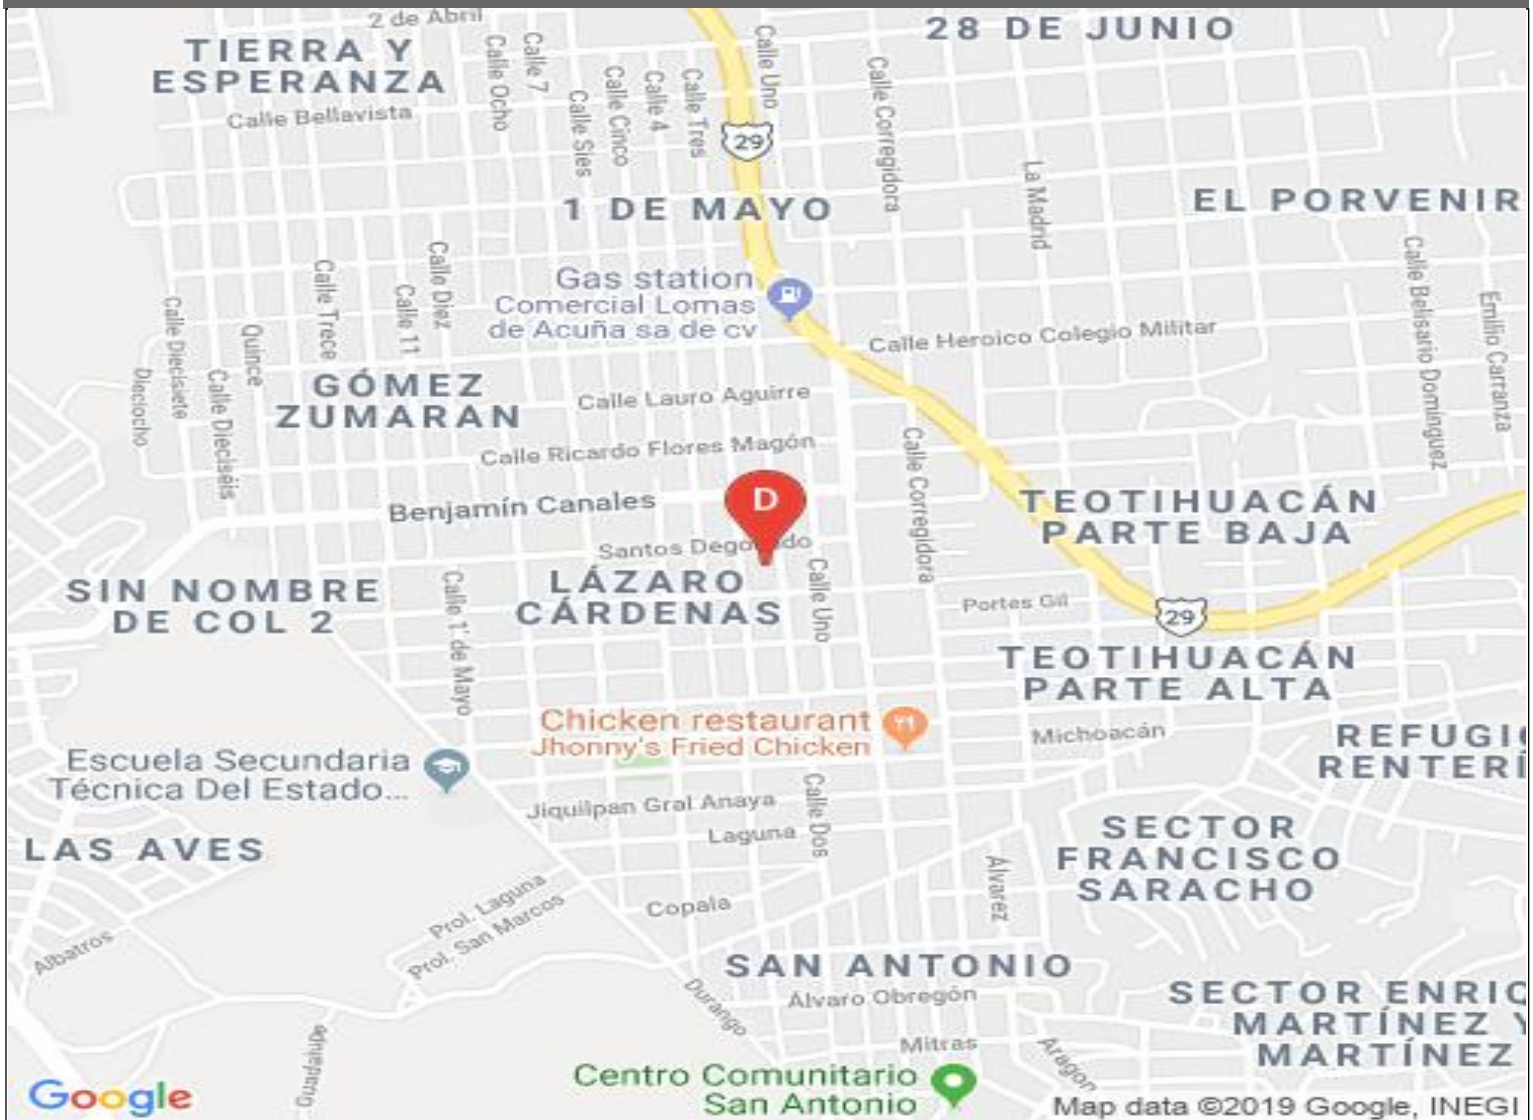 2 de Abril
28 DE JUNIO
TIERRA Y
ESPERANZA
Calle Ocho
Calle 7
Calle Sies
Calle Cinco
Calle 4
Calle Tres
Calle Uno
Calle Corregidora
Calle Bellavista
29
La Madrid
1 DE MAYO
EL PORVENIR
Gas station
Comercial Lomas
de Acuña sa de cv
Calle Diez
Calle 11
Calle Trece
Quince
Calle Diecisiete
Calle Dieciséis
Dieciocho
Calle Heroico Colegio Militar
Calle Belisario Domínguez
Emilio Carranza
GÓMEZ
ZUMARAN
Calle Lauro Aguirre
Calle Ricardo Flores Magón
Calle Corregidora
Benjamín Canales
D
TEOTIHUACÁN
PARTE BAJA
SIN NOMBRE
DE COL 2
LÁZARO
CÁRDENAS
Calle Uno
Calle 1° de Mayo
Portes Gil
29
TEOTIHUACÁN
PARTE ALTA
Chicken restaurant
Jhonny's Fried Chicken
Michoacán
Escuela Secundaria
Técnica Del Estado...
Jiquilpan Gral Anaya
Laguna
Calle Dos
LAS AVES
SECTOR
FRANCISCO
SARACHO
Álvarez
Prol. Laguna
Prol. San Marcos
Copala
Albatros
SAN ANTONIO
Álvaro Obregón
Durango
SECTOR ENRIQ
MARTÍNEZ Y
MARTÍNEZ
Mitras
Aragon
Centro Comunitario
San Antonio
Google
Map data ©2019 Google, INEGI